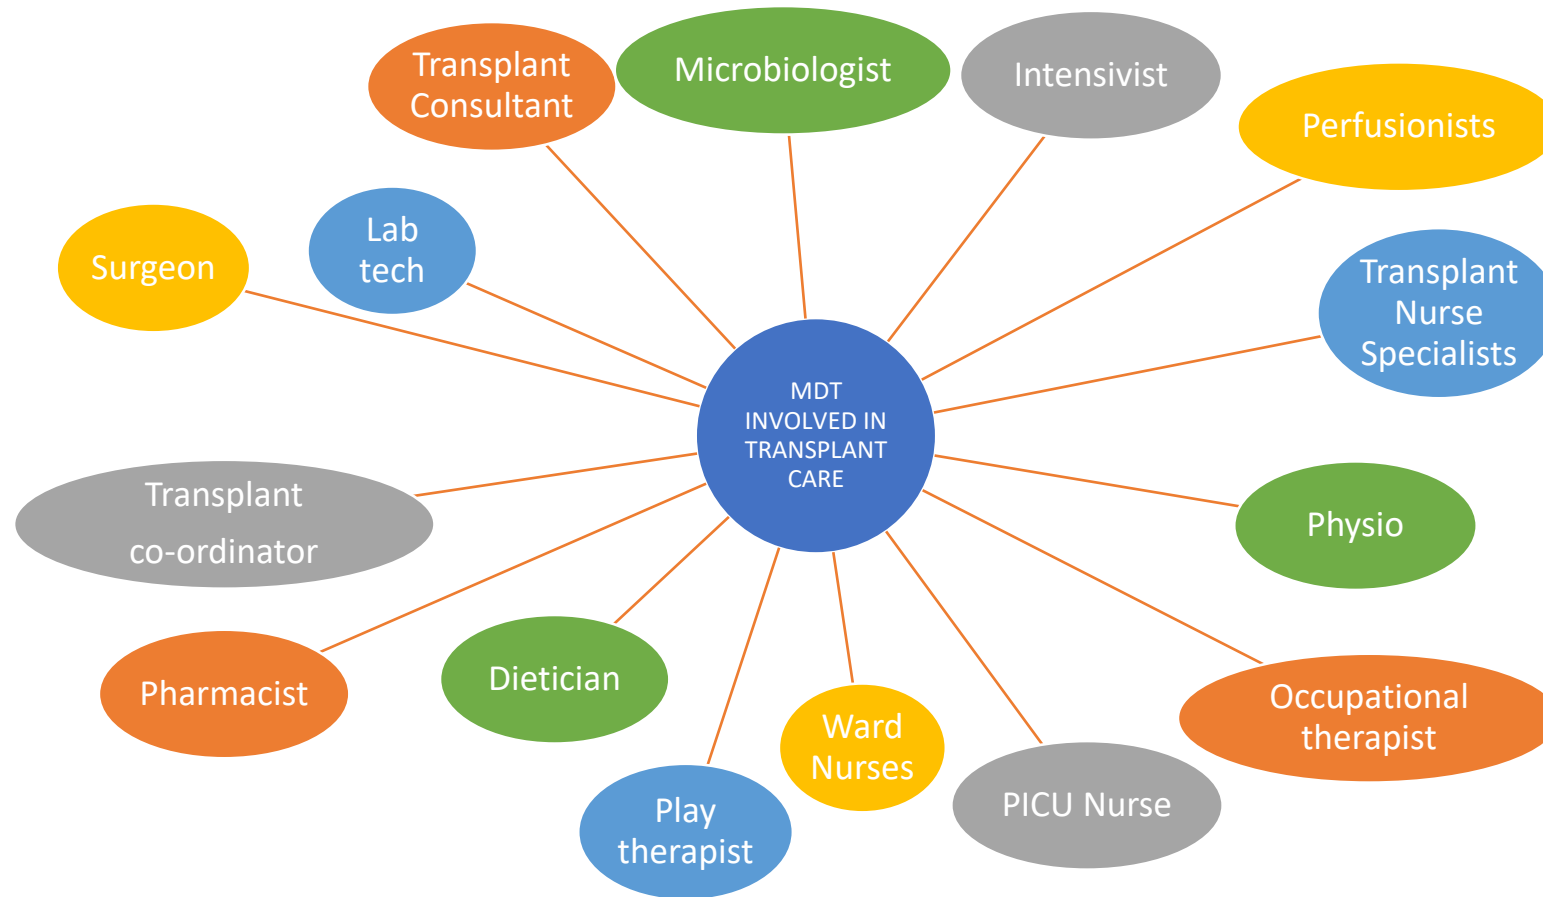 Transplant
Consultant
Microbiologist
Intensivist
Perfusionists
Lab
tech
Surgeon
Transplant
Nurse
Specialists
MDT
INVOLVED IN
TRANSPLANT
CARE
Transplant
co-ordinator
Physio
Pharmacist
Dietician
Occupational
therapist
Ward
Nurses
PICU Nurse
Play
therapist